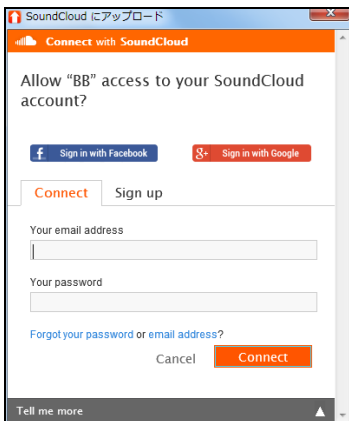 SoundCloud にアップロード
Connect with SoundCloud
Allow “BB” access to your SoundCloud
account?
f Sign in with Facebook
g+ Sign in with Google
Connect Sign up
Your email address
Your password
Forgot your password or email address?
Cancel Connect
Tell me more